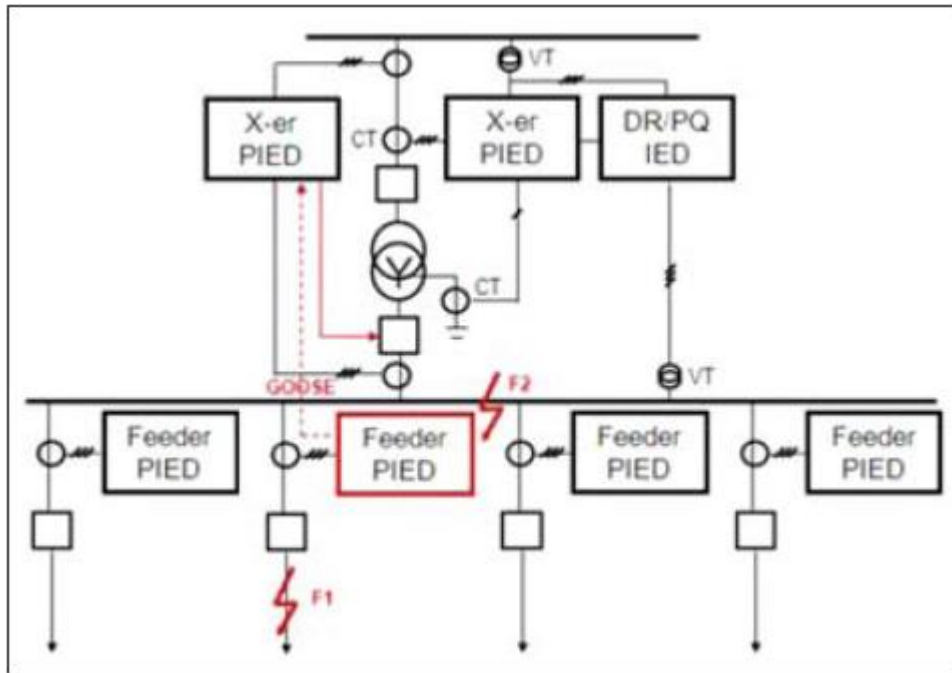 VT
X-er
PIED
CT
X-er
PIED
DR/PQ
IED
CT
VT
GOOSE
F2
Feeder
PIED
Feeder
PIED
Feeder
PIED
Feeder
PIED
F1